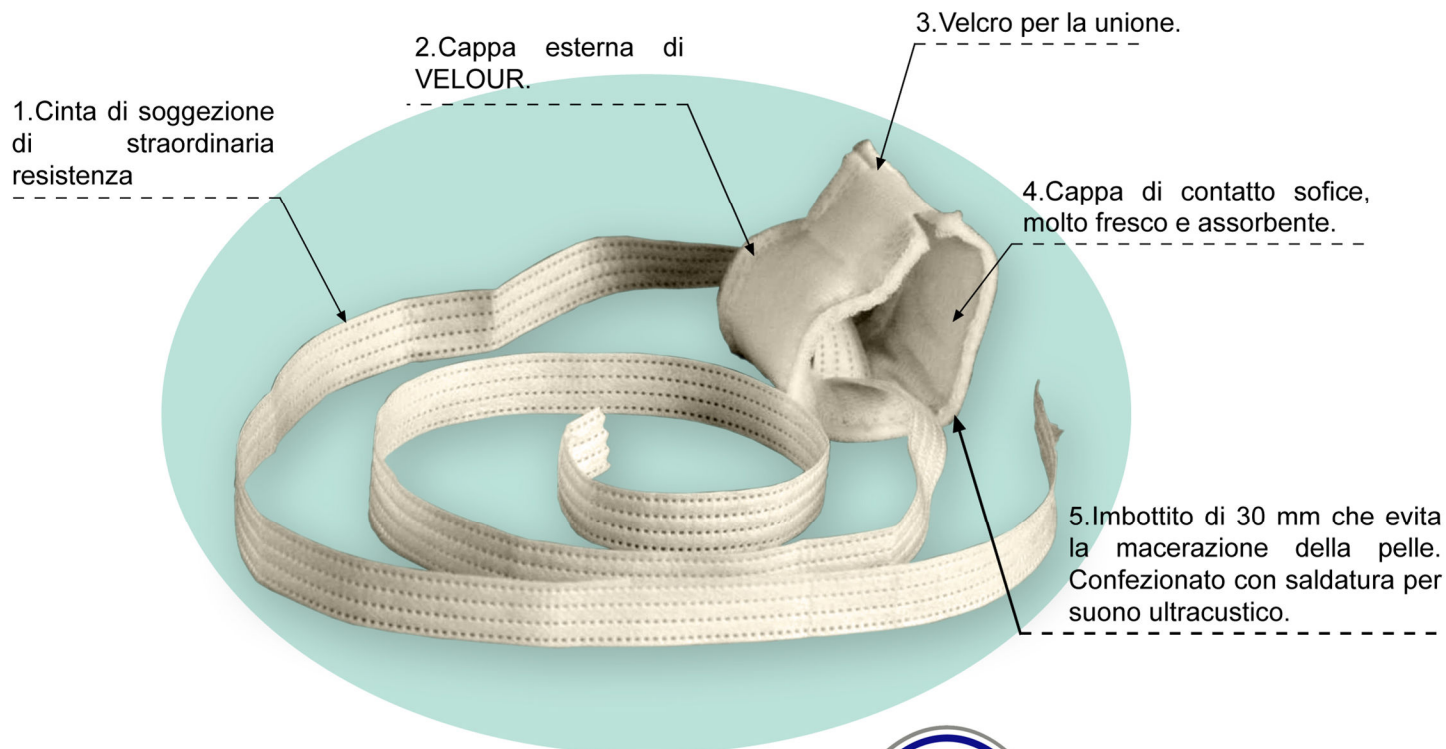 3.Velcro per la unione.
2.Cappa esterna di
VELOUR.
1.Cinta di soggezione
di straordinaria
resistenza
4.Cappa di contatto sofice,
molto fresco e assorbente.
5.Imbottito di 30 mm che evita
la macerazione della pelle.
Confezionato con saldatura per
suono ultracustico.